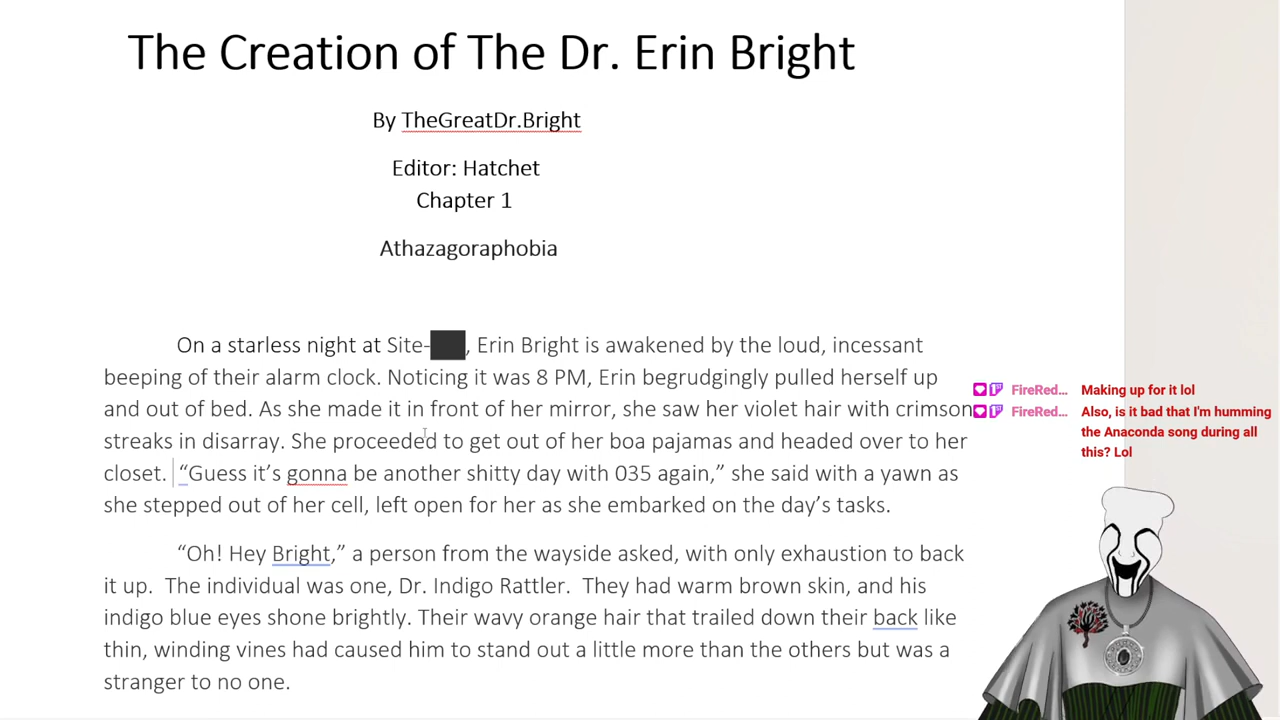 The Creation of The Dr. Erin Bright
By TheGreatDr.Bright
Editor: Hatchet
Chapter 1
Athazagoraphobia
On a starless night at Site-, Erin Bright is awakened by the loud, incessant
beeping of their alarm clock. Noticing it was 8 PM, Erin begrudgingly pulled herself up
and out of bed. As she made it in front of her mirror, she saw her violet hair with crimson
streaks in disarray. She proceeded to get out of her boa pajamas and headed over to her
closet. “Guess it’s gonna be another shitty day with 035 again,” she said with a yawn as
she stepped out of her cell, left open for her as she embarked on the day’s tasks.
“Oh! Hey Bright,” a person from the wayside asked, with only exhaustion to back
it up. The individual was one, Dr. Indigo Rattler. They had warm brown skin, and his
indigo blue eyes shone brightly. Their wavy orange hair that trailed down their back like
thin, winding vines had caused him to stand out a little more than the others but was a
stranger to no one.
FireRed... Making up for it lol
FireRed... Also, is it bad that I'm humming
the Anaconda song during all
this? Lol